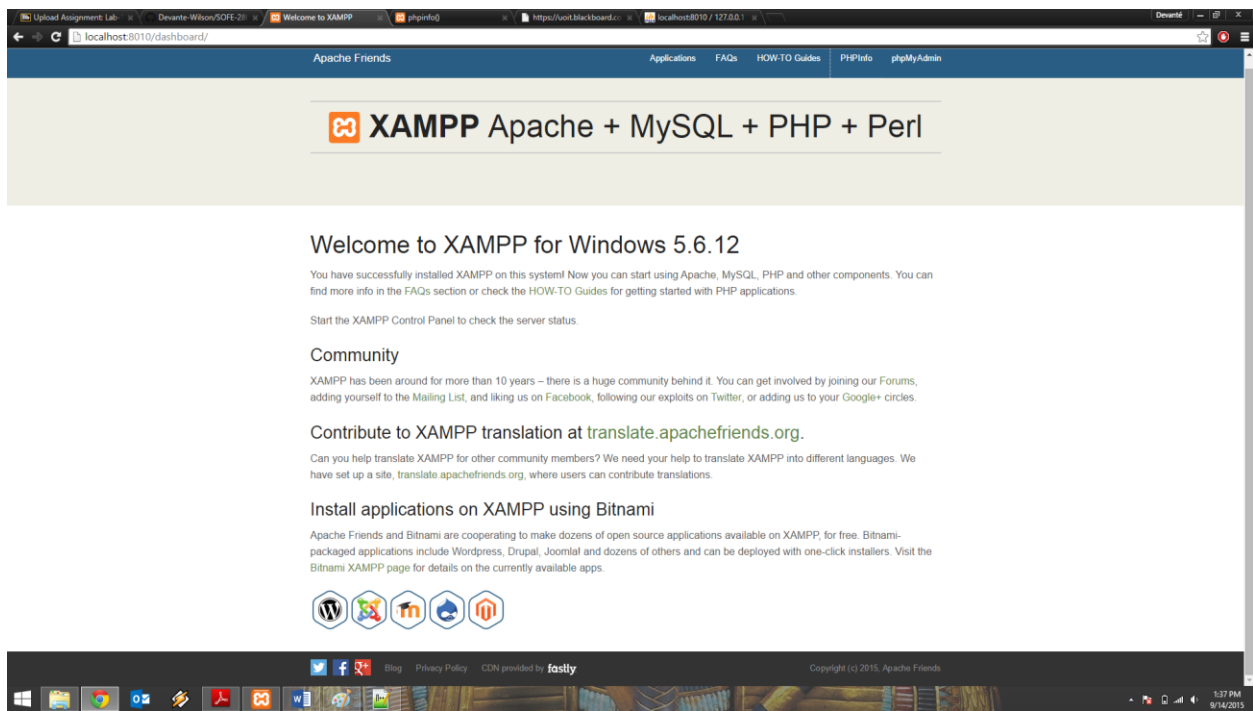 Upload Assignment: Lab-
Devante-Wilson/SOFE-28
Welcome to XAMPP
phpinfo()
https://uoit.blackboard.co
localhost:8010 / 127.0.0.1
Devanté
localhost:8010/dashboard/
Apache Friends
Applications
FAQs
HOW-TO Guides
PHPInfo
phpMyAdmin
XAMPP Apache + MySQL + PHP + Perl
Welcome to XAMPP for Windows 5.6.12
You have successfully installed XAMPP on this system! Now you can start using Apache, MySQL, PHP and other components. You can
find more info in the FAQs section or check the HOW-TO Guides for getting started with PHP applications.
Start the XAMPP Control Panel to check the server status.
Community
XAMPP has been around for more than 10 years – there is a huge community behind it. You can get involved by joining our Forums,
adding yourself to the Mailing List, and liking us on Facebook, following our exploits on Twitter, or adding us to your Google+ circles.
Contribute to XAMPP translation at translate.apachefriends.org.
Can you help translate XAMPP for other community members? We need your help to translate XAMPP into different languages. We
have set up a site, translate.apachefriends.org, where users can contribute translations.
Install applications on XAMPP using Bitnami
Apache Friends and Bitnami are cooperating to make dozens of open source applications available on XAMPP, for free. Bitnami-
packaged applications include Wordpress, Drupal, Joomla! and dozens of others and can be deployed with one-click installers. Visit the
Bitnami XAMPP page for details on the currently available apps.
Blog
Privacy Policy
CDN provided by fastly
Copyright (c) 2015, Apache Friends
1:37 PM
9/14/2015